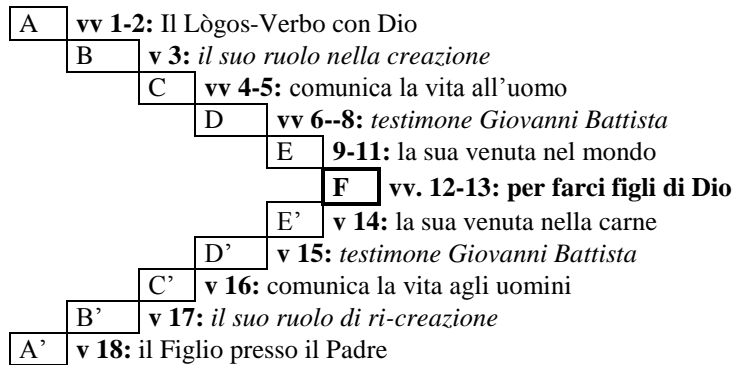 A vv 1-2: Il Lògos-Verbo con Dio
B v 3: il suo ruolo nella creazione
C vv 4-5: comunica la vita all’uomo
D vv 6--8: testimone Giovanni Battista
E 9-11: la sua venuta nel mondo
F vv. 12-13: per farci figli di Dio
E’ v 14: la sua venuta nella carne
D’ v 15: testimone Giovanni Battista
C’ v 16: comunica la vita agli uomini
B’ v 17: il suo ruolo di ri-creazione
A’ v 18: il Figlio presso il Padre